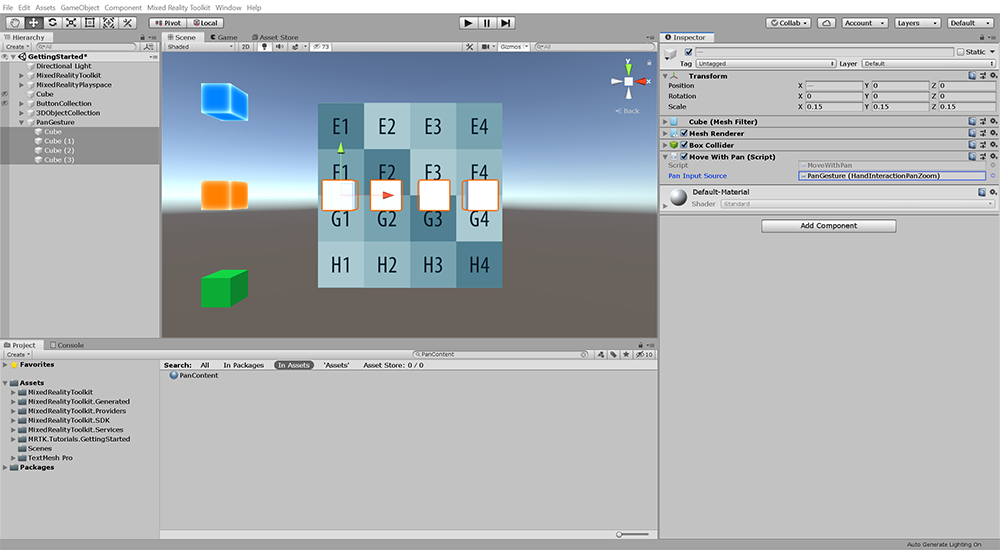 File Edit Assets GameObject Component Mixed Reality Toolkit Window Help
Pivot Local Collab Account Layers Default
Hierarchy
Create All
GettingStarted*
Directional Light
MixedRealityToolkit
MixedRealityPlayspace
Cube
ButtonCollection
3DObjectCollection
PanGesture
Cube
Cube (1)
Cube (2)
Cube (3)
Scene Game Asset Store
Shaded 2D 73 Gizmos All
y
x
Back
E1 E2 E3 E4
F1 F2 F3 F4
G1 G2 G3 G4
H1 H2 H3 H4
Inspector
Static
Tag Untagged Layer Default
Transform
Position X — Y 0 Z 0
Rotation X 0 Y 0 Z 0
Scale X 0.15 Y 0.15 Z 0.15
Cube (Mesh Filter)
Mesh Renderer
Box Collider
Move With Pan (Script)
Script MoveWithPan
Pan Input Source PanGesture (HandInteractionPanZoom)
Default-Material
Shader Standard
Add Component
Project Console
Create PanContent 10
Favorites
Assets
MixedRealityToolkit
MixedRealityToolkit.Generated
MixedRealityToolkit.Providers
MixedRealityToolkit.SDK
MixedRealityToolkit.Services
MRTK.Tutorials.GettingStarted
Scenes
TextMesh Pro
Packages
Search: All In Packages In Assets 'Assets' Asset Store: 0 / 0
PanContent
Auto Generate Lighting On